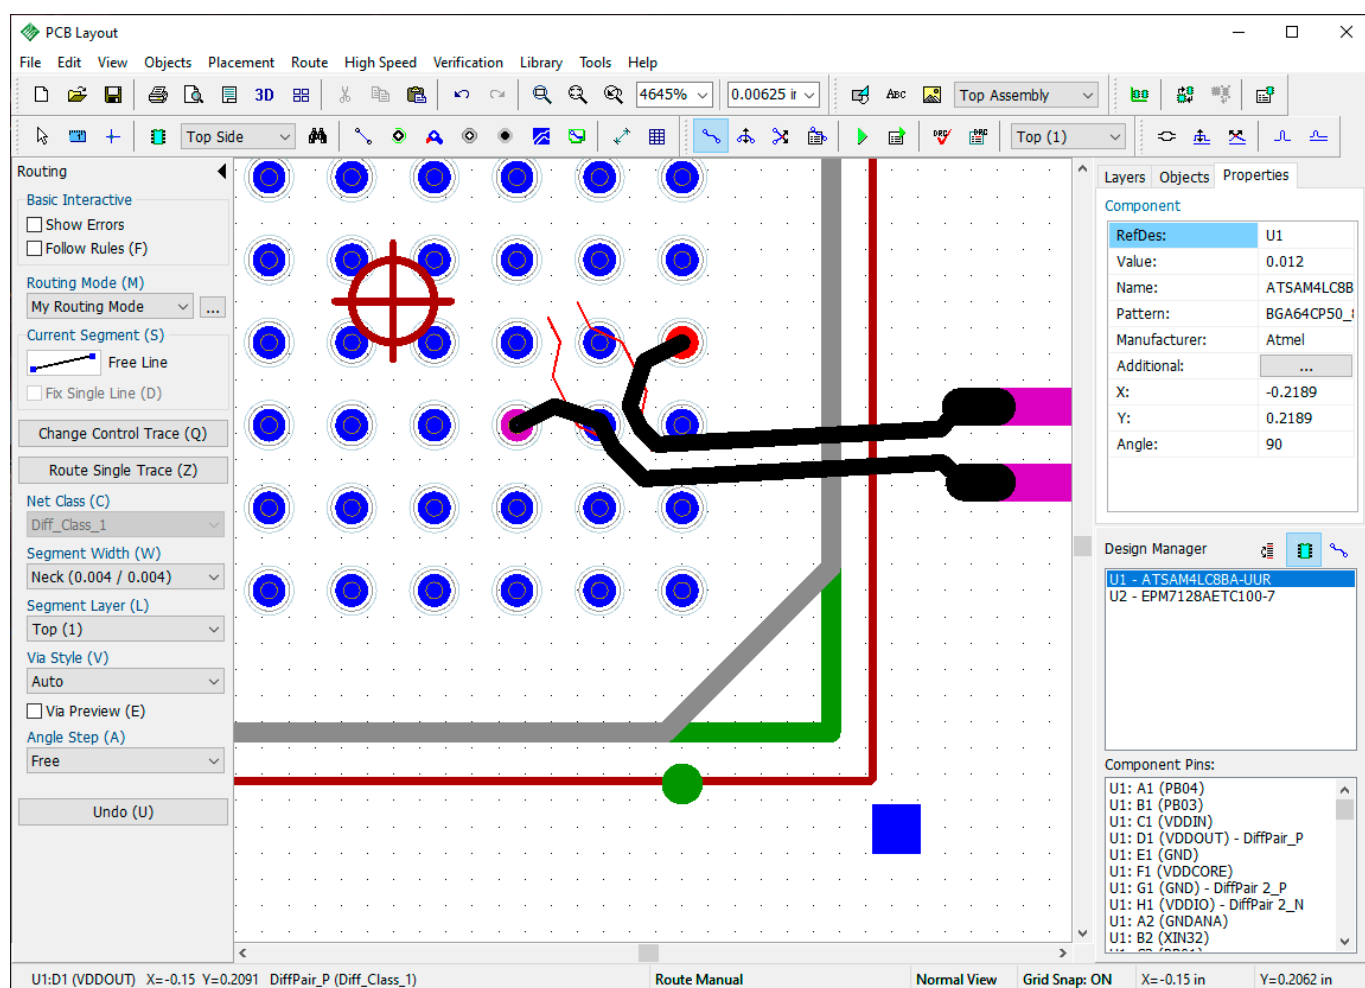 PCB Layout
File Edit View Objects Placement Route High Speed Verification Library Tools Help
3D 4645% 0.00625 ir ABC Top Assembly
Top Side DRC DRC Top (1)
Routing
Basic Interactive
Show Errors
Follow Rules (F)
Routing Mode (M)
My Routing Mode ...
Current Segment (S)
Free Line
Fix Single Line (D)
Change Control Trace (Q)
Route Single Trace (Z)
Net Class (C)
Diff_Class_1
Segment Width (W)
Neck (0.004 / 0.004)
Segment Layer (L)
Top (1)
Via Style (V)
Auto
Via Preview (E)
Angle Step (A)
Free
Undo (U)
Layers Objects Properties
Component
RefDes: U1
Value: 0.012
Name: ATSAM4LC8B
Pattern: BGA64CP50_
Manufacturer: Atmel
Additional: ...
X: -0.2189
Y: 0.2189
Angle: 90
Design Manager
U1 - ATSAM4LC8BA-UUR
U2 - EPM7128AETC100-7
Component Pins:
U1: A1 (PB04)
U1: B1 (PB03)
U1: C1 (VDDIN)
U1: D1 (VDDOUT) - DiffPair_P
U1: E1 (GND)
U1: F1 (VDDCORE)
U1: G1 (GND) - DiffPair 2_P
U1: H1 (VDDIO) - DiffPair 2_N
U1: A2 (GNDANA)
U1: B2 (XIN32)
U1:D1 (VDDOUT) X=-0.15 Y=0.2091 DiffPair_P (Diff_Class_1) Route Manual Normal View Grid Snap: ON X=-0.15 in Y=0.2062 in